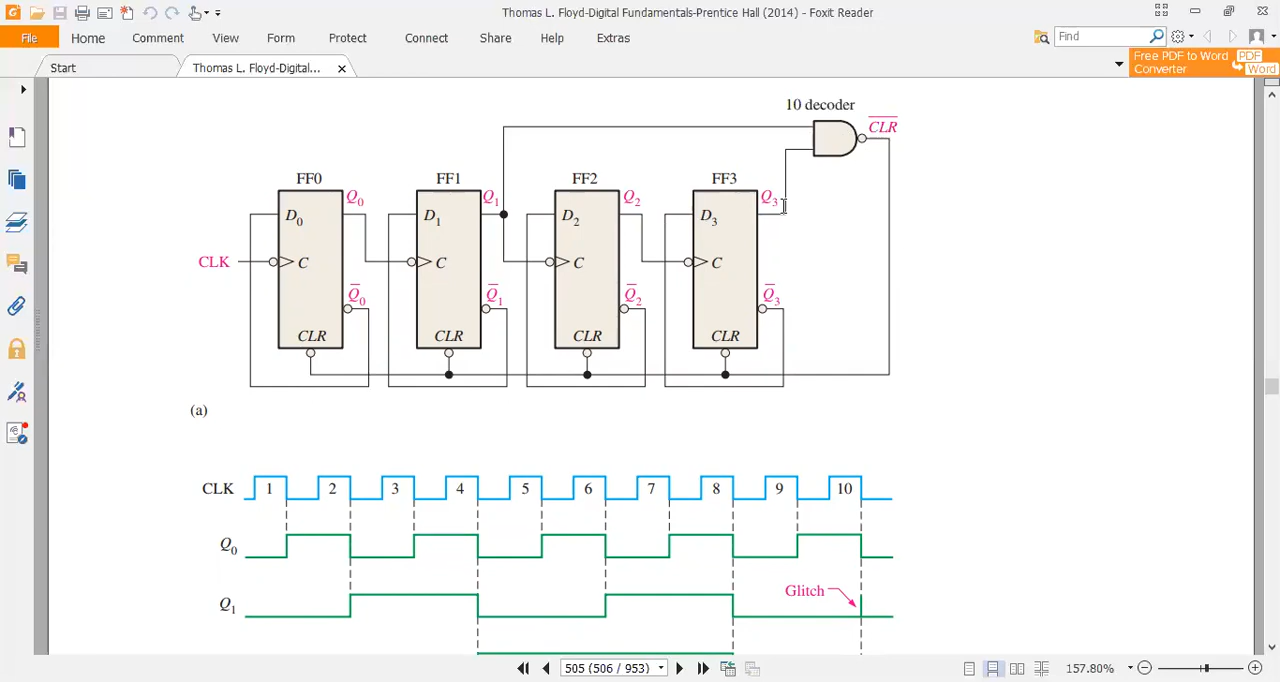 Thomas L. Floyd-Digital Fundamentals-Prentice Hall (2014) - Foxit Reader
File Home Comment View Form Protect Connect Share Help Extras Find
Start Thomas L. Floyd-Digital...
Free PDF to Word Converter
PDF Word
10 decoder
CLR
FF0 FF1 FF2 FF3
Q0 Q1 Q2 Q3
D0 D1 D2 D3
CLK C C C C
Q0 Q1 Q2 Q3
CLR CLR CLR CLR
(a)
CLK 1 2 3 4 5 6 7 8 9 10
Q0
Glitch
Q1
505 (506 / 953) 157.80%